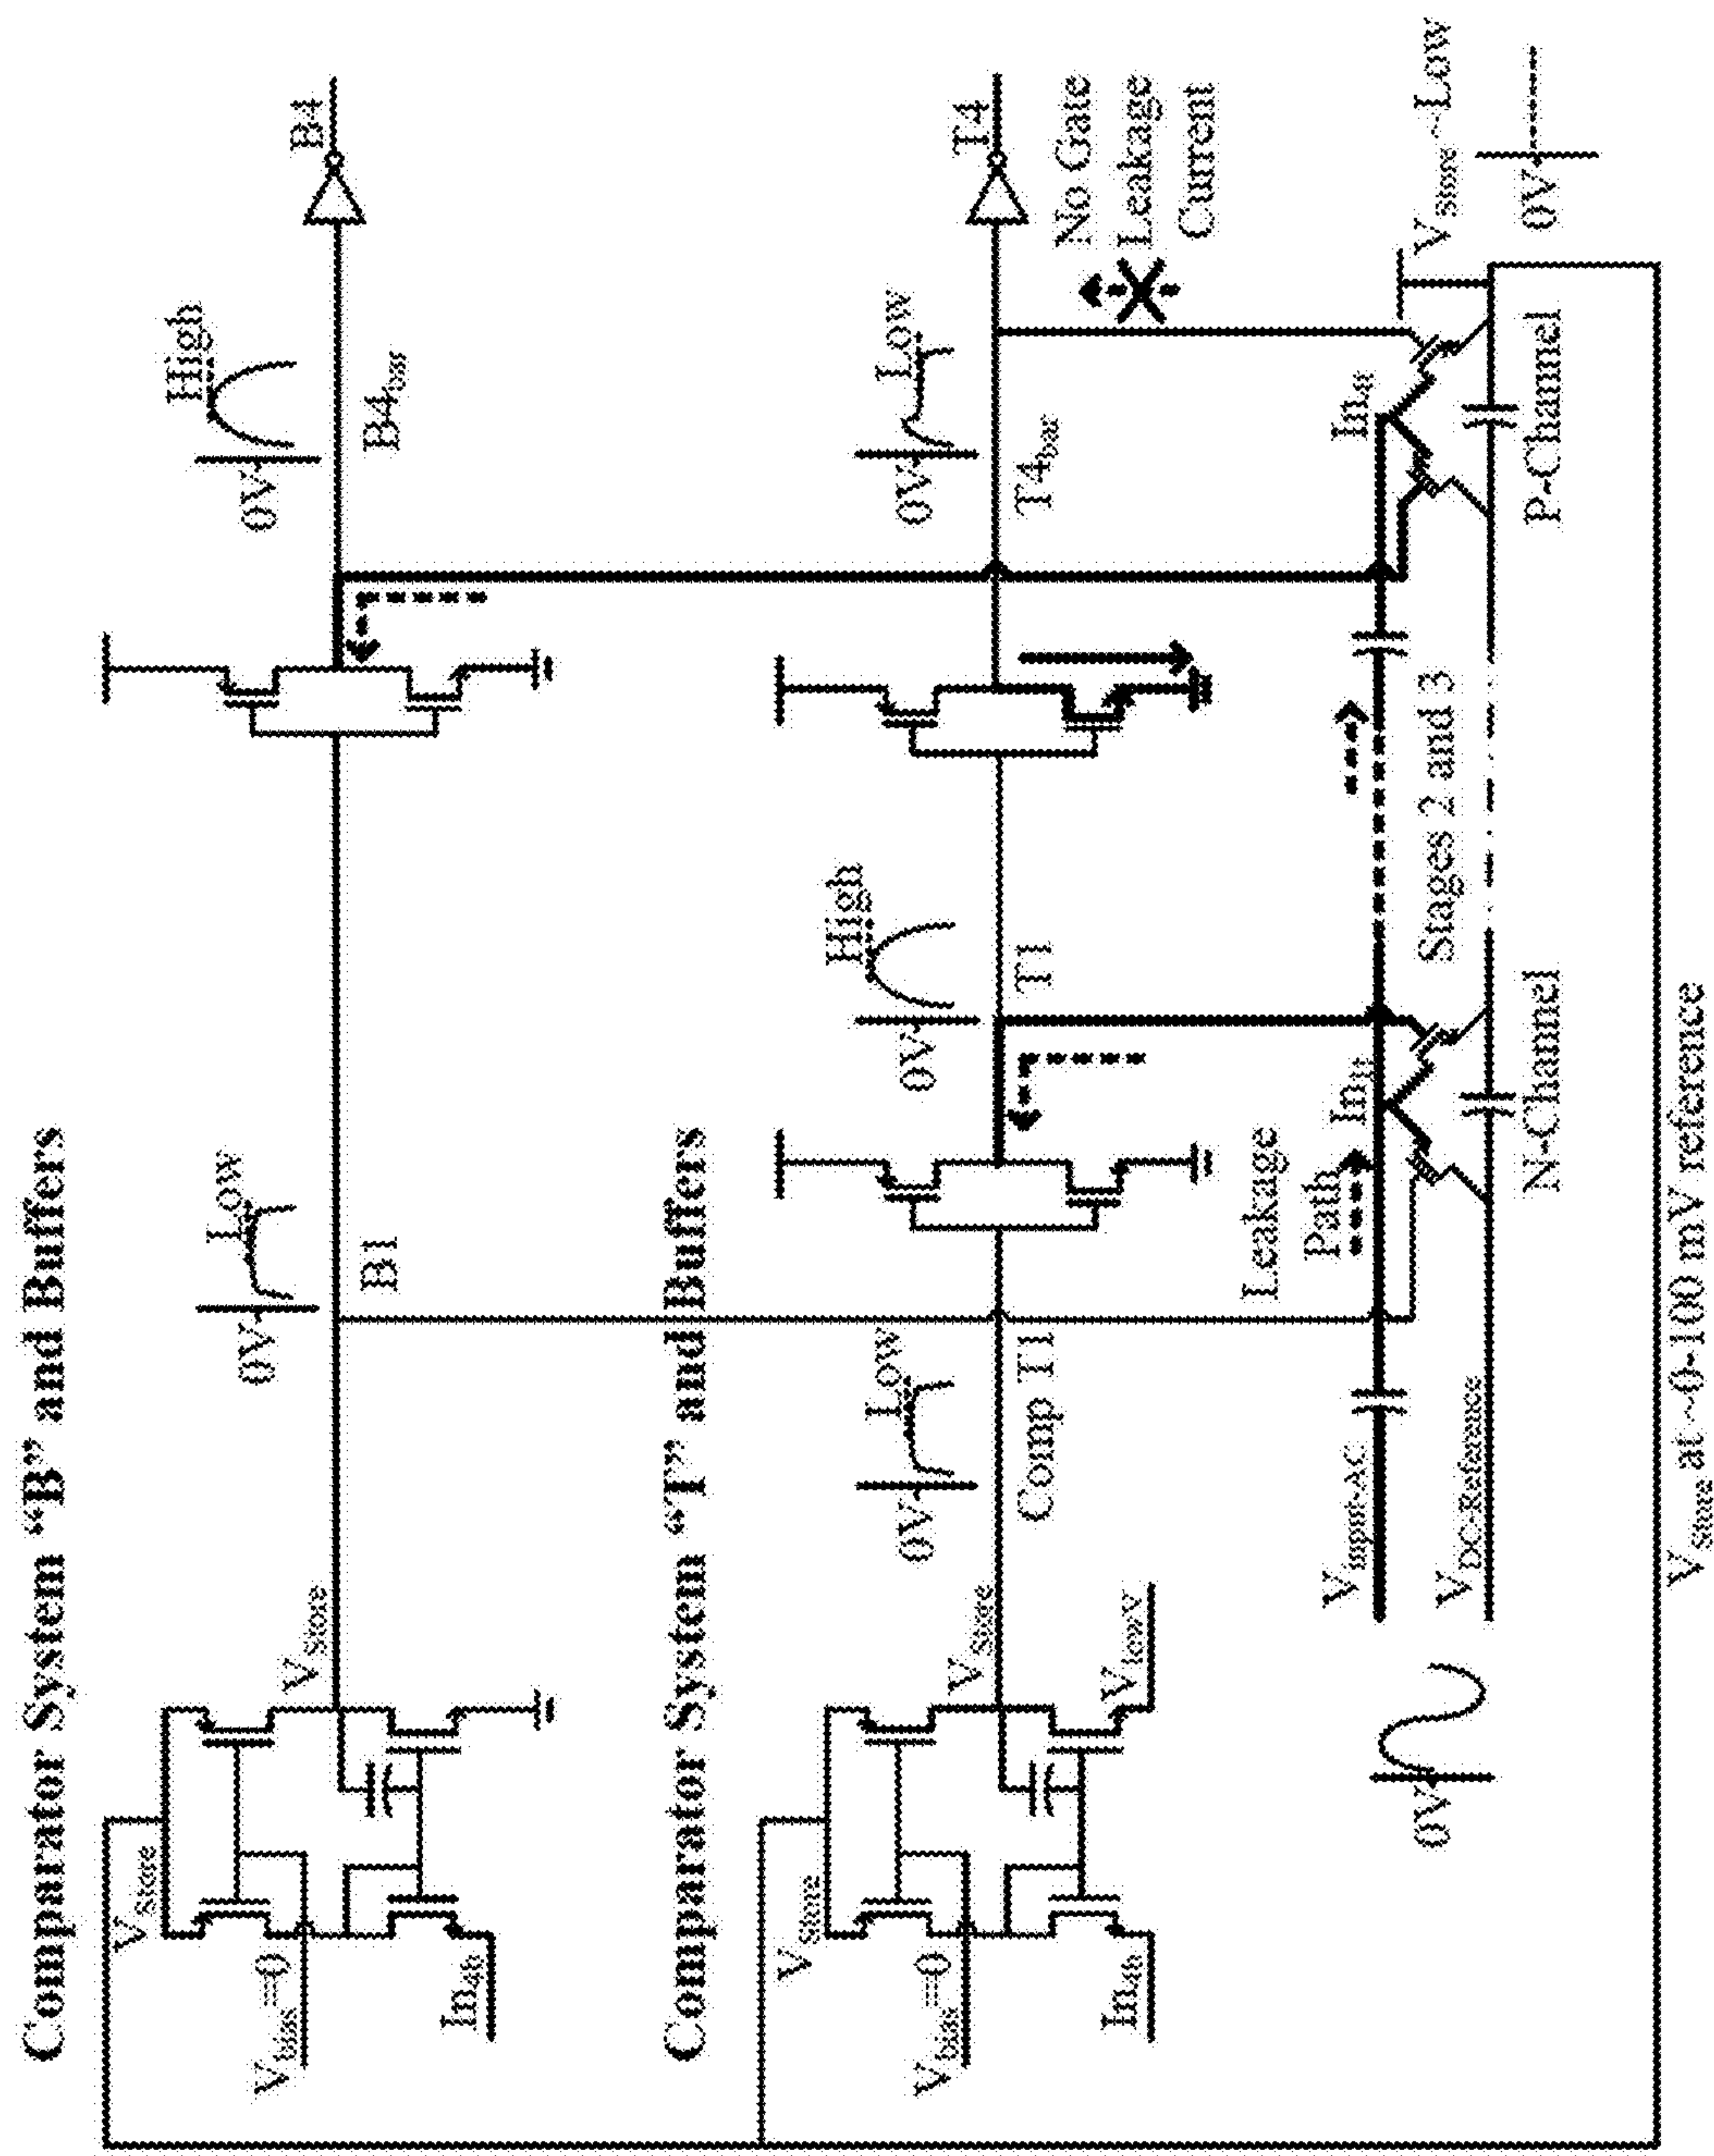 Comparator System “B” and Buffers
V_store
V_bias=0
In_4b
V_store
0V
Low
B1
0V
High
B4_bar
B4
Comparator System “T” and Buffers
V_store
V_bias=0
In_4b
V_store
V_lowV
0V
Low
Comp T1
0V
High
T1
0V
Low
T4_bar
T4
No Gate
Leakage
Current
Leakage
Path
0V
V_input-AC
V_DC-Reference
N-Channel
Stages 2 and 3
P-Channel
V_store ~Low
0V
V_store at ~0-100 mV reference